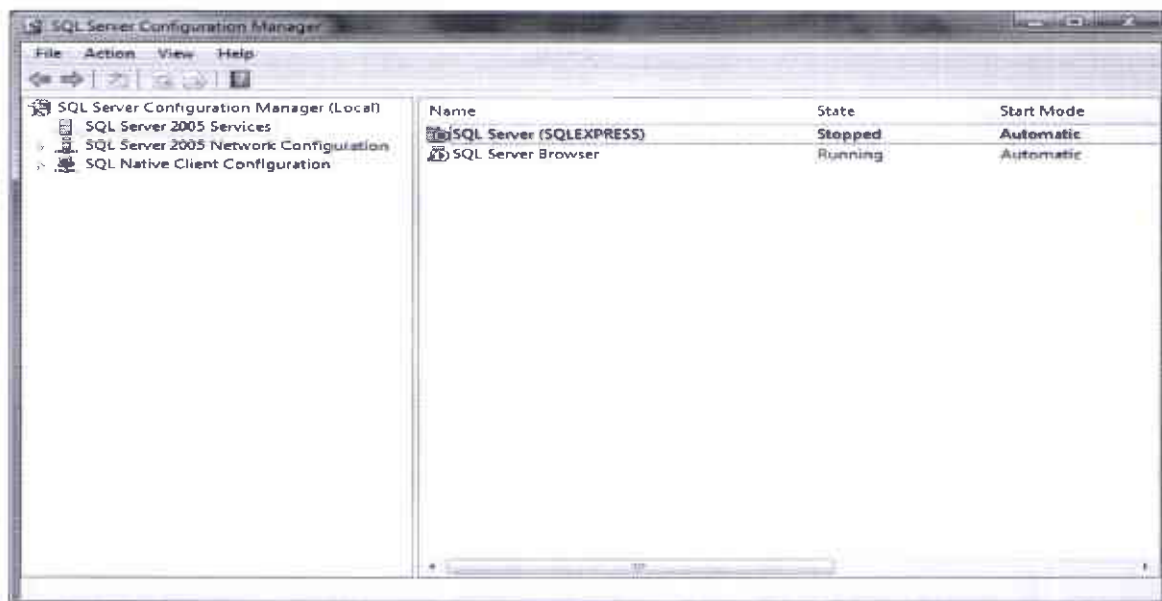 SQL Server Configuration Manager
File Action View Help
SQL Server Configuration Manager (Local)
SQL Server 2005 Services
SQL Server 2005 Network Configuration
SQL Native Client Configuration
Name State Start Mode
SQL Server (SQLEXPRESS) Stopped Automatic
SQL Server Browser Running Automatic